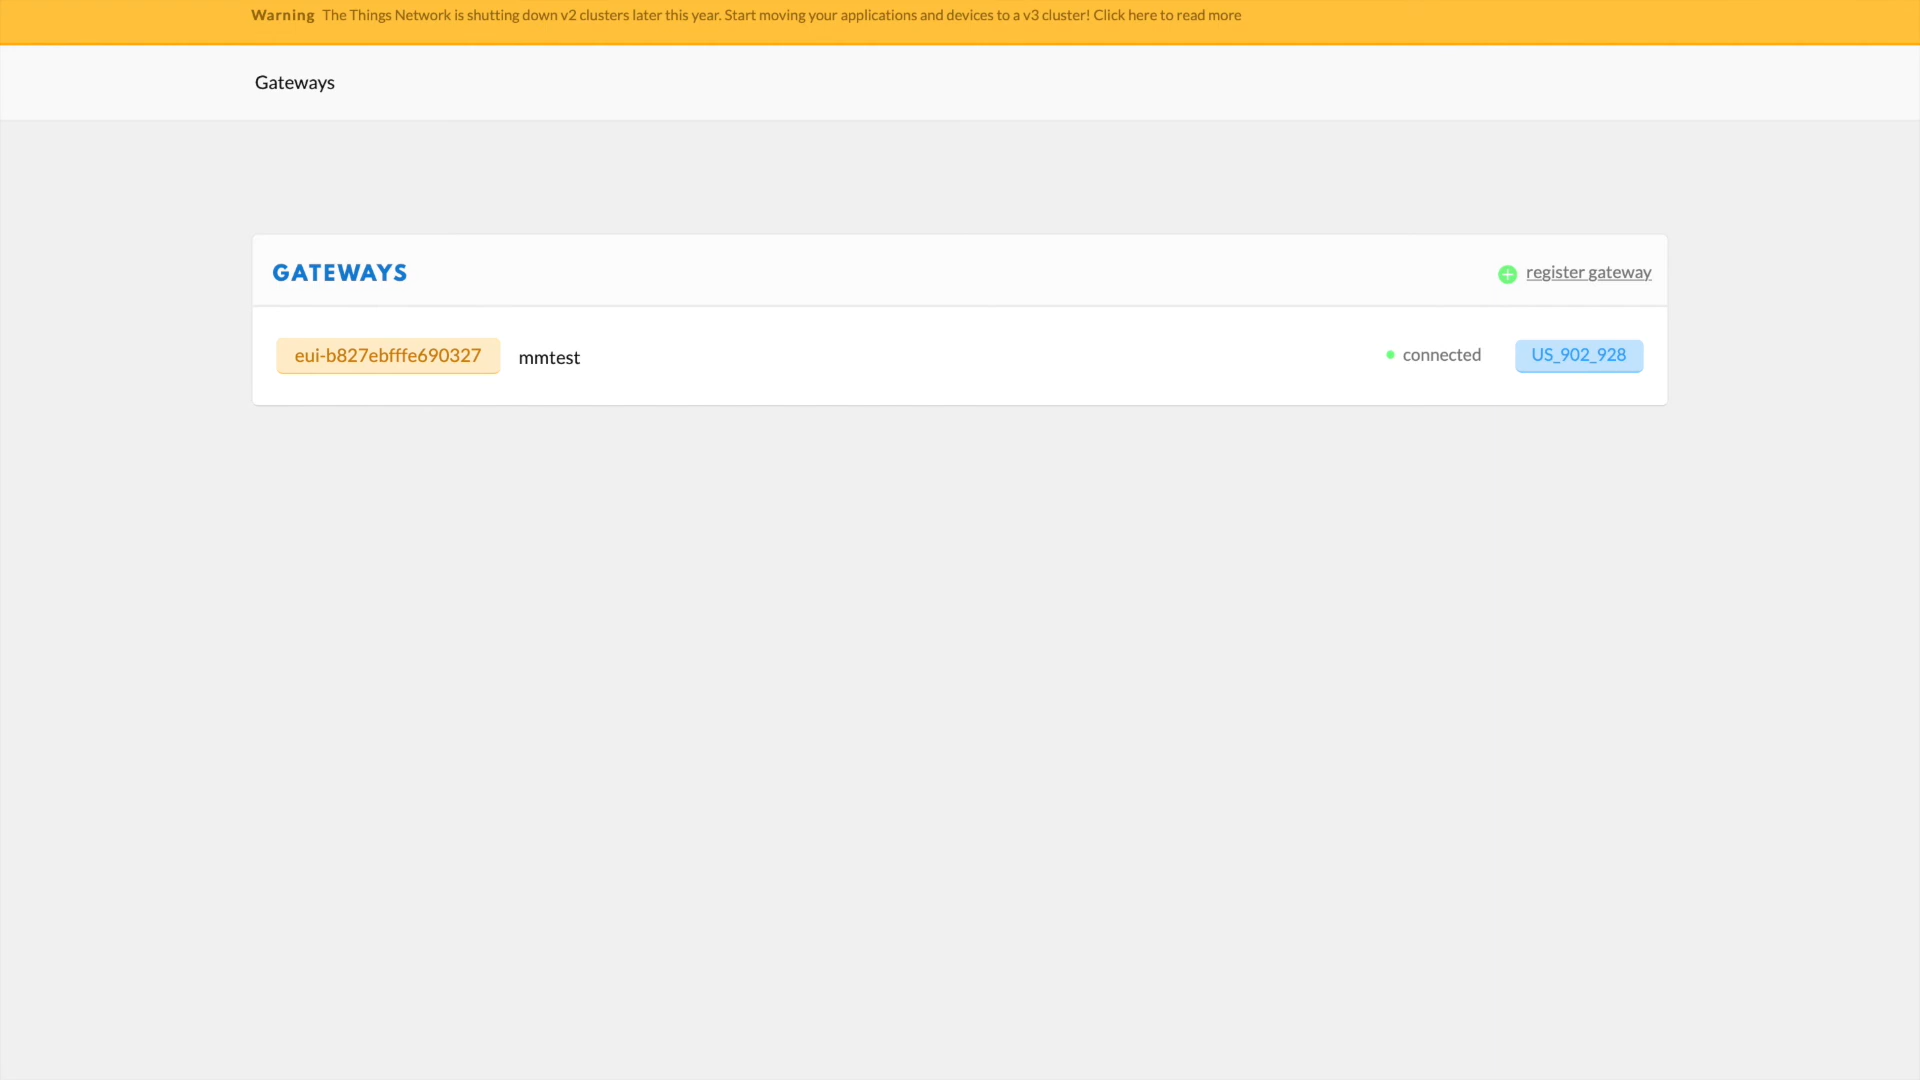 Warning The Things Network is shutting down v2 clusters later this year. Start moving your applications and devices to a v3 cluster! Click here to read more
Gateways
GATEWAYS
register gateway
eui-b827ebfffe690327 mmtest connected US_902_928